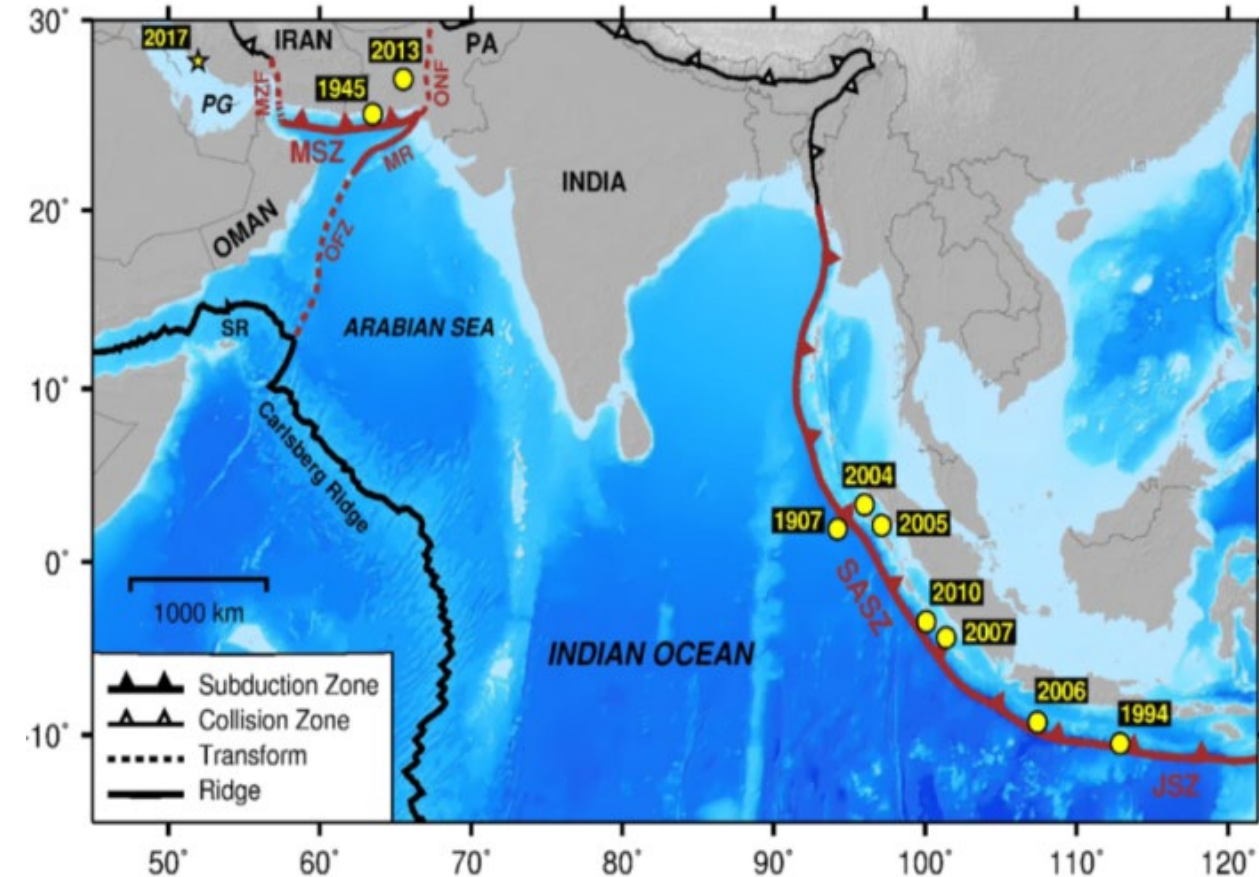 30°
2017
IRAN
PA
2013
1945
PG
MZF
ONF
MSZ
MR
INDIA
20°
OMAN
OFZ
SR
ARABIAN SEA
10°
Carlsberg Ridge
2004
1907
2005
0°
SASZ
2010
1000 km
2007
INDIAN OCEAN
Subduction Zone
2006
Collision Zone
1994
-10°
Transform
Ridge
JSZ
50°
60°
70°
80°
90°
100°
110°
120°